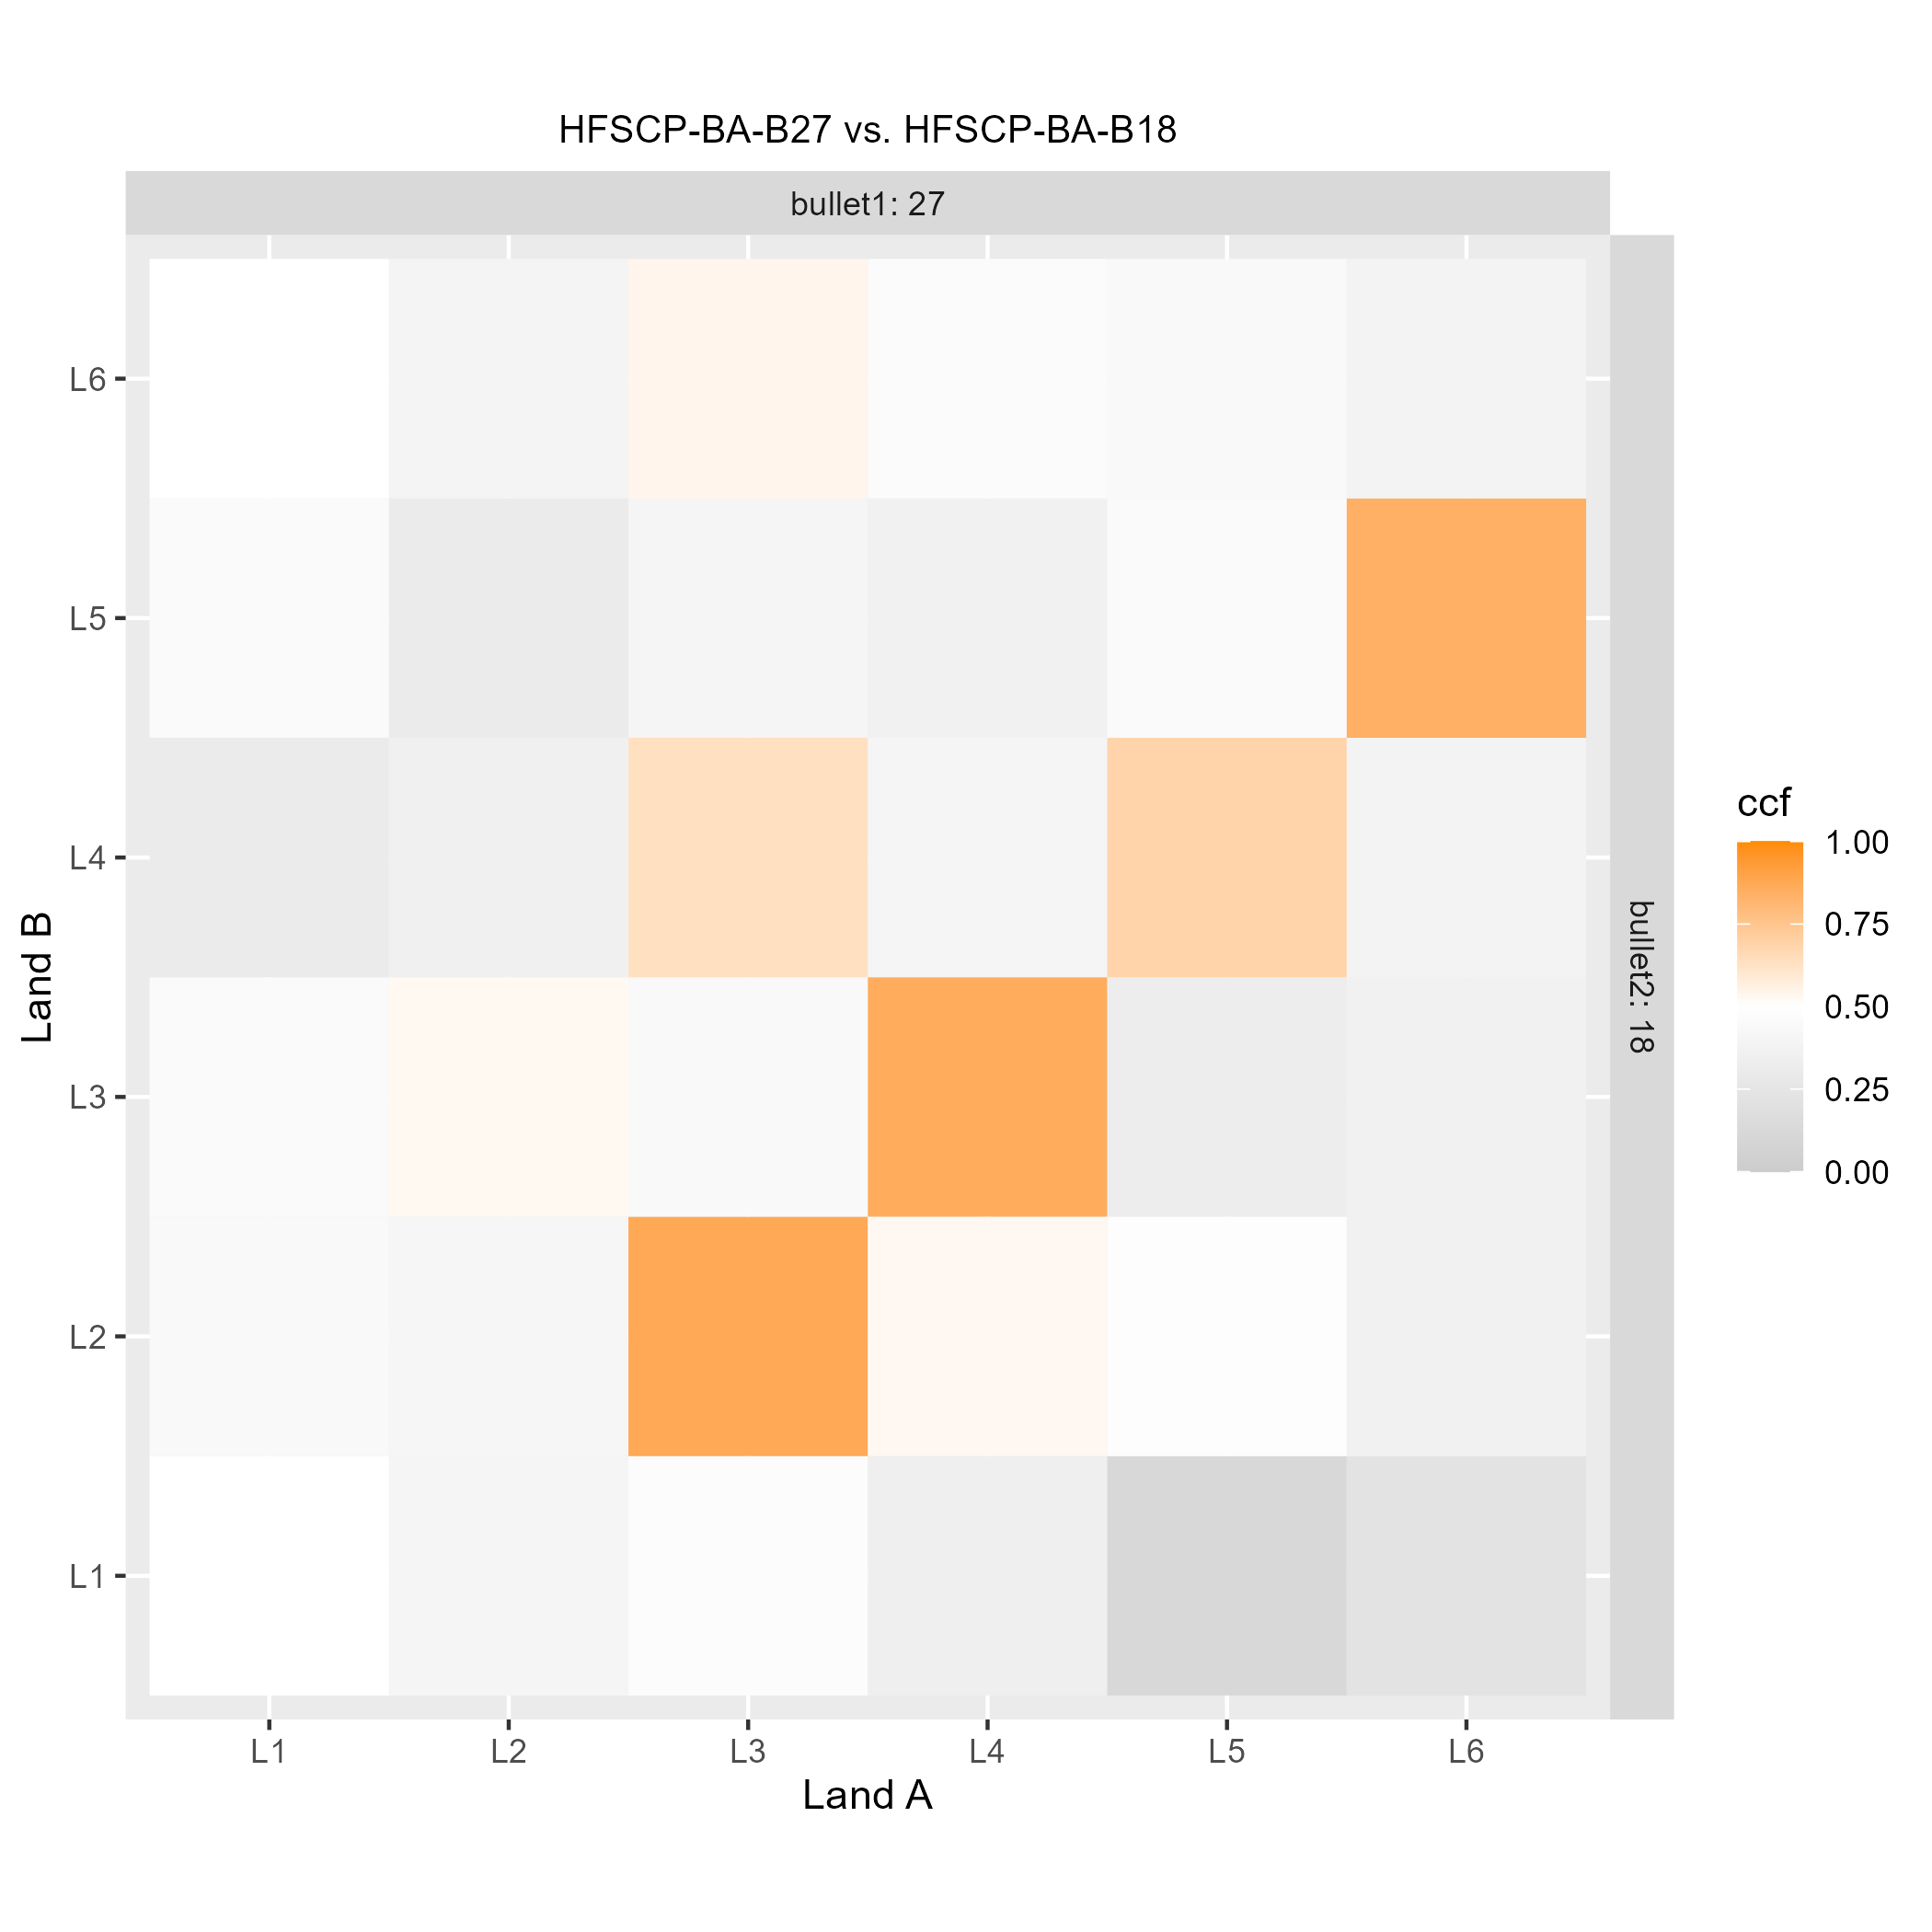 HFSCP-BA-B27 vs. HFSCP-BA-B18
bullet1: 27
L6
L5
L4
L3
L2
L1
Land B
bullet2: 18
L1 L2 L3 L4 L5 L6
Land A
ccf
1.00
0.75
0.50
0.25
0.00